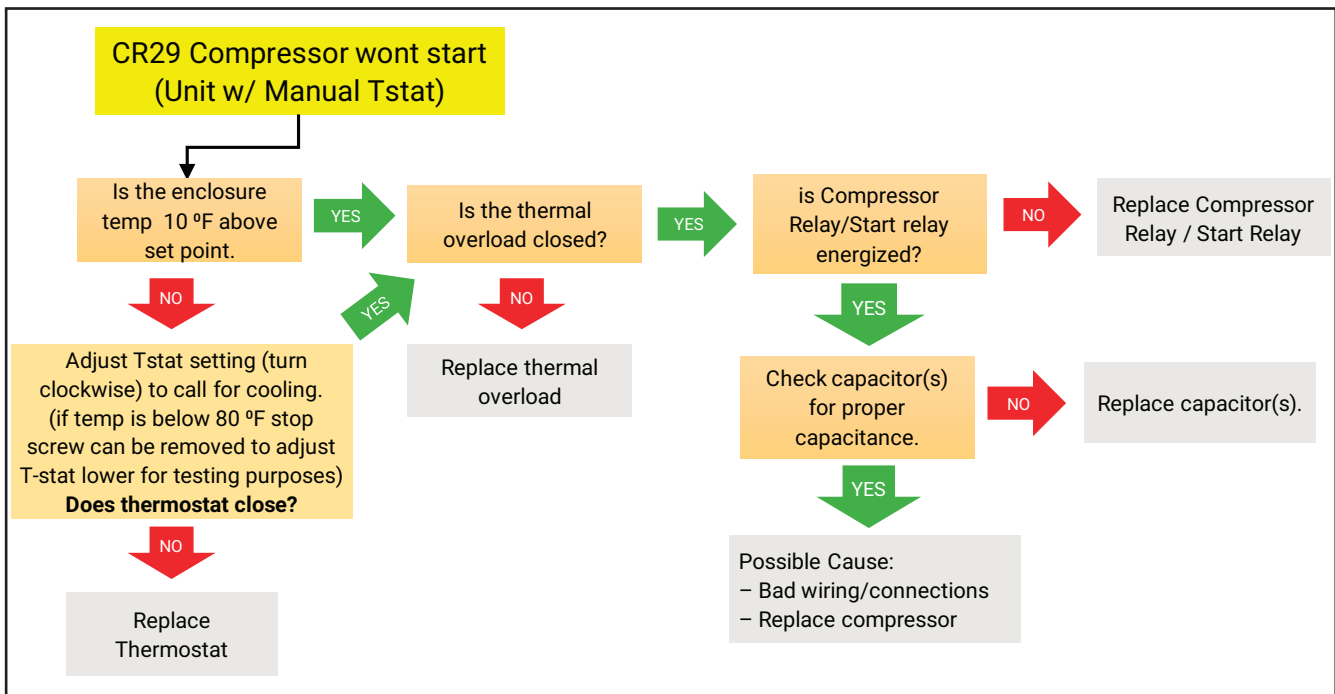 CR29 Compressor wont start
(Unit w/ Manual Tstat)
Is the enclosure
temp 10 ⁰F above
set point.
YES
Is the thermal
overload closed?
YES
is Compressor
Relay/Start relay
energized?
NO
Replace Compressor
Relay / Start Relay
NO
YES
NO
YES
Adjust Tstat setting (turn
clockwise) to call for cooling.
(if temp is below 80 ⁰F stop
screw can be removed to adjust
T-stat lower for testing purposes)
Does thermostat close?
Replace thermal
overload
Check capacitor(s)
for proper
capacitance.
NO
Replace capacitor(s).
NO
YES
Replace
Thermostat
Possible Cause:
– Bad wiring/connections
– Replace compressor